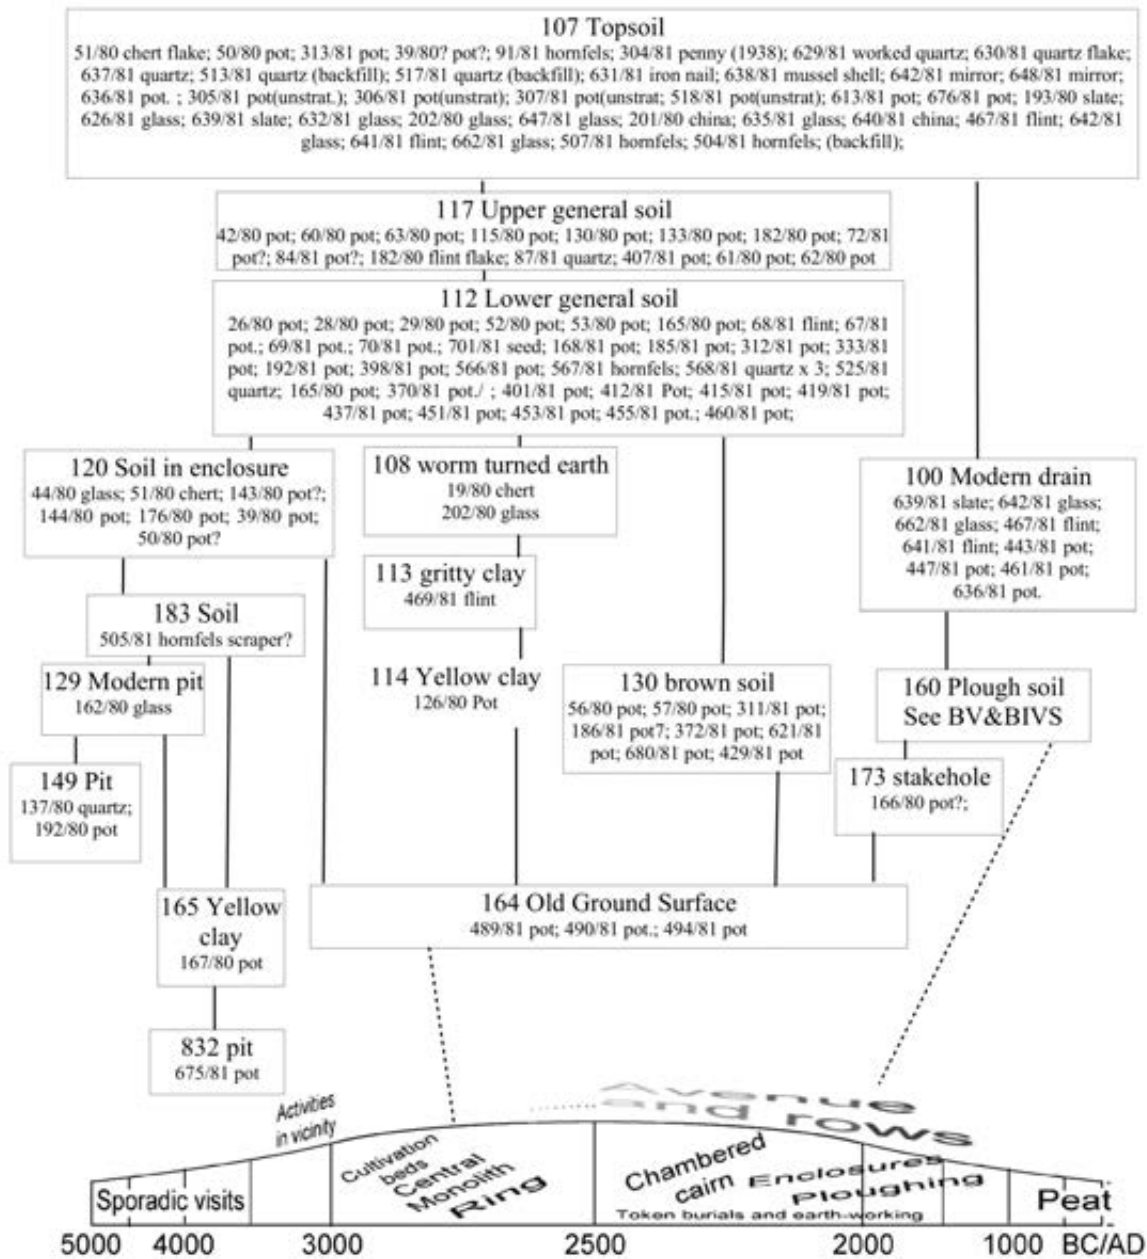 107 Topsoil
51/80 chert flake; 50/80 pot; 313/81 pot; 39/80? pot?; 91/81 hornfels; 304/81 penny (1938); 629/81 worked quartz; 630/81 quartz flake;
637/81 quartz; 513/81 quartz (backfill); 517/81 quartz (backfill); 631/81 iron nail; 638/81 mussel shell; 642/81 mirror; 648/81 mirror;
636/81 pot. ; 305/81 pot(unstrat.); 306/81 pot(unstrat); 307/81 pot(unstrat; 518/81 pot(unstrat); 613/81 pot; 676/81 pot; 193/80 slate;
626/81 glass; 639/81 slate; 632/81 glass; 202/80 glass; 647/81 glass; 201/80 china; 635/81 glass; 640/81 china; 467/81 flint; 642/81
glass; 641/81 flint; 662/81 glass; 507/81 hornfels; 504/81 hornfels; (backfill);
117 Upper general soil
42/80 pot; 60/80 pot; 63/80 pot; 115/80 pot; 130/80 pot; 133/80 pot; 182/80 pot; 72/81
pot?; 84/81 pot?; 182/80 flint flake; 87/81 quartz; 407/81 pot; 61/80 pot; 62/80 pot
112 Lower general soil
26/80 pot; 28/80 pot; 29/80 pot; 52/80 pot; 53/80 pot; 165/80 pot; 68/81 flint; 67/81
pot.; 69/81 pot.; 70/81 pot.; 701/81 seed; 168/81 pot; 185/81 pot; 312/81 pot; 333/81
pot; 192/81 pot; 398/81 pot; 566/81 pot; 567/81 hornfels; 568/81 quartz x 3; 525/81
quartz; 165/80 pot; 370/81 pot./ ; 401/81 pot; 412/81 Pot; 415/81 pot; 419/81 pot;
437/81 pot; 451/81 pot; 453/81 pot; 455/81 pot.; 460/81 pot;
120 Soil in enclosure
44/80 glass; 51/80 chert; 143/80 pot?;
144/80 pot; 176/80 pot; 39/80 pot;
50/80 pot?
108 worm turned earth
19/80 chert
202/80 glass
100 Modern drain
639/81 slate; 642/81 glass;
662/81 glass; 467/81 flint;
641/81 flint; 443/81 pot;
447/81 pot; 461/81 pot;
636/81 pot.
113 gritty clay
469/81 flint
183 Soil
505/81 hornfels scraper?
129 Modern pit
162/80 glass
114 Yellow clay
126/80 Pot
130 brown soil
56/80 pot; 57/80 pot; 311/81 pot;
186/81 pot7; 372/81 pot; 621/81
pot; 680/81 pot; 429/81 pot
160 Plough soil
See BV&BIVS
149 Pit
137/80 quartz;
192/80 pot
173 stakehole
166/80 pot?;
165 Yellow
clay
167/80 pot
164 Old Ground Surface
489/81 pot; 490/81 pot.; 494/81 pot
832 pit
675/81 pot
Avenue
and rows
Activities
in vicinity
Sporadic visits
Cultivation
beds
Central
Monolith
Ring
Chambered
cairn
Enclosures
Ploughing
Token burials and earth-working
Peat
5000 4000 3000 2500 2000 1000 BC/AD